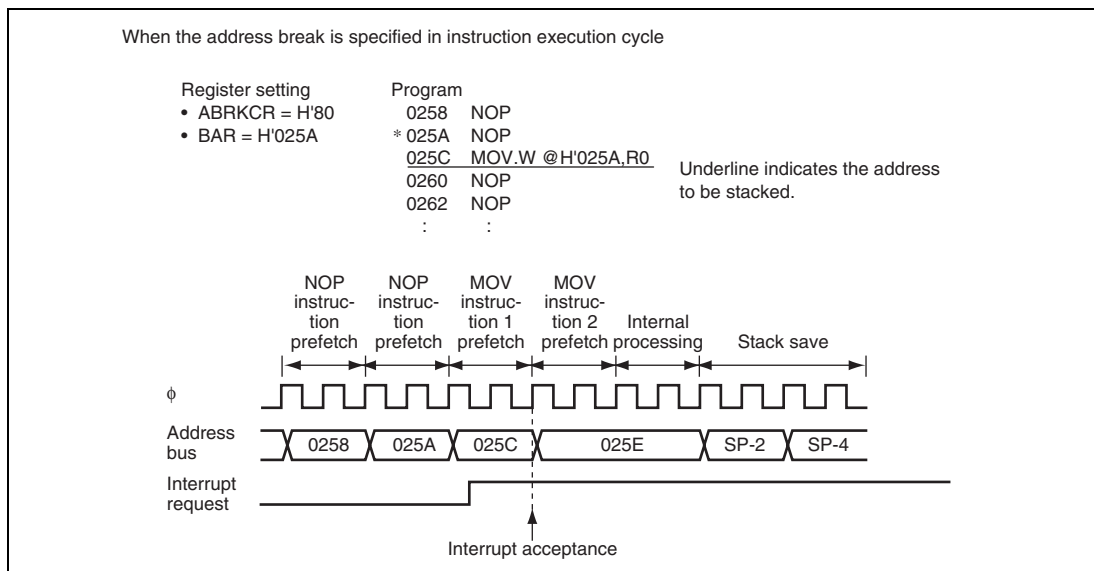 When the address break is specified in instruction execution cycle
Register setting
• ABRKCR = H'80
• BAR = H'025A
Program
0258 NOP
* 025A NOP
025C MOV.W @H'025A,R0
0260 NOP
0262 NOP
: :
Underline indicates the address
to be stacked.
NOP
instruc-
tion
prefetch
NOP
instruc-
tion
prefetch
MOV
instruc-
tion 1
prefetch
MOV
instruc-
tion 2
prefetch
Internal
processing
Stack save
φ
Address
bus
0258 025A 025C 025E SP-2 SP-4
Interrupt
request
Interrupt acceptance